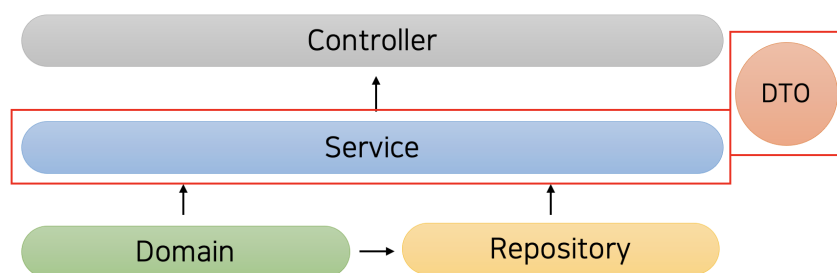 Controller
DTO
Service
Domain
Repository